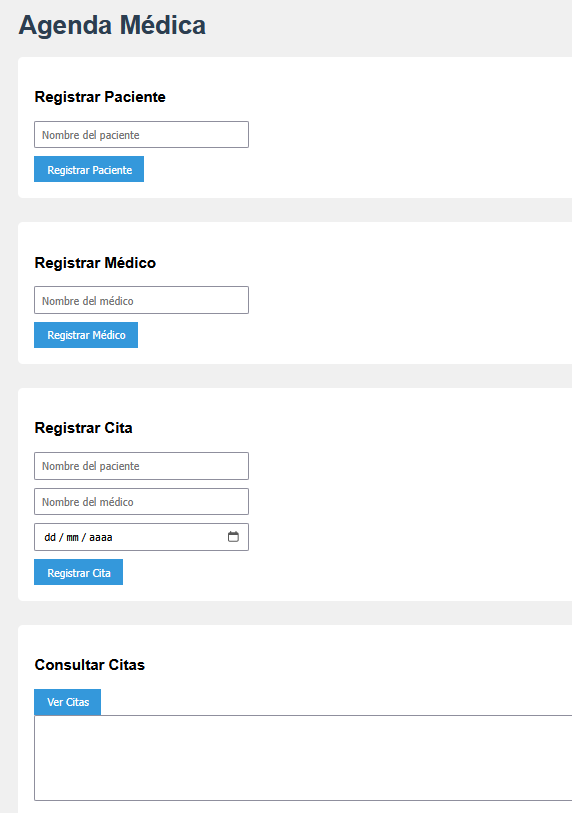 Agenda Médica
Registrar Paciente
Nombre del paciente
Registrar Paciente
Registrar Médico
Nombre del médico
Registrar Médico
Registrar Cita
Nombre del paciente
Nombre del médico
dd / mm / aaaa
Registrar Cita
Consultar Citas
Ver Citas